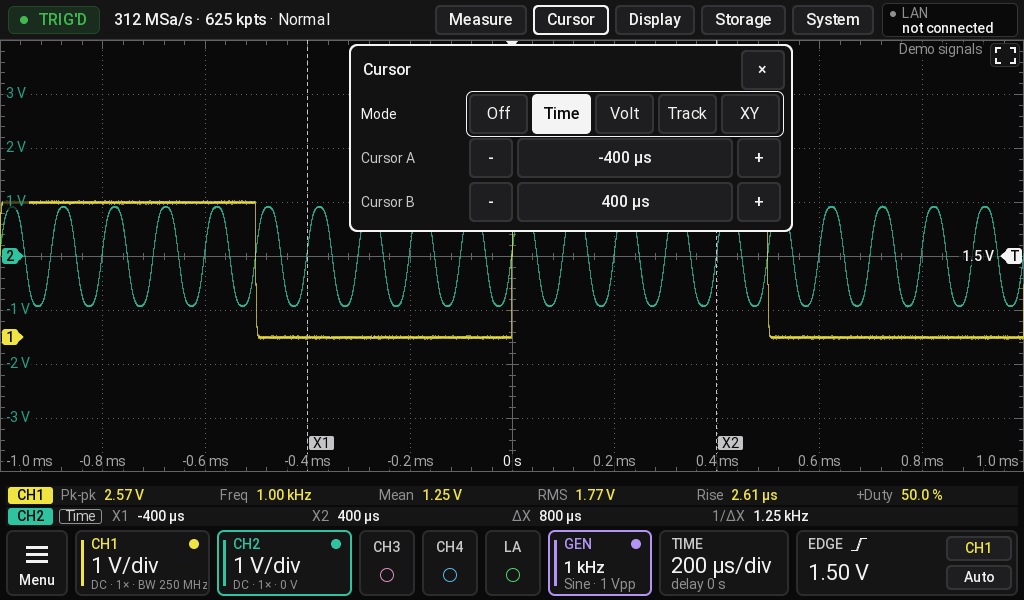 TRIG'D 312 MSa/s · 625 kpts · Normal Measure Cursor Display Storage System LAN not connected
Demo signals
Cursor ×
Mode Off Time Volt Track XY
Cursor A - -400 µs +
Cursor B - 400 µs +
3 V
2 V
1 V
2 1.5 V T
-1 V
1
-2 V
-3 V
X1 X2
-1.0 ms -0.8 ms -0.6 ms -0.4 ms -0.2 ms 0 s 0.2 ms 0.4 ms 0.6 ms 0.8 ms 1.0 ms
CH1 Pk-pk 2.57 V Freq 1.00 kHz Mean 1.25 V RMS 1.77 V Rise 2.61 µs +Duty 50.0 %
CH2 Time X1 -400 µs X2 400 µs ΔX 800 µs 1/ΔX 1.25 kHz
Menu
CH1
1 V/div
DC · 1× · BW 250 MHz
CH2
1 V/div
DC · 1× · 0 V
CH3
CH4
LA
GEN
1 kHz
Sine · 1 Vpp
TIME
200 µs/div
delay 0 s
EDGE
1.50 V
CH1
Auto